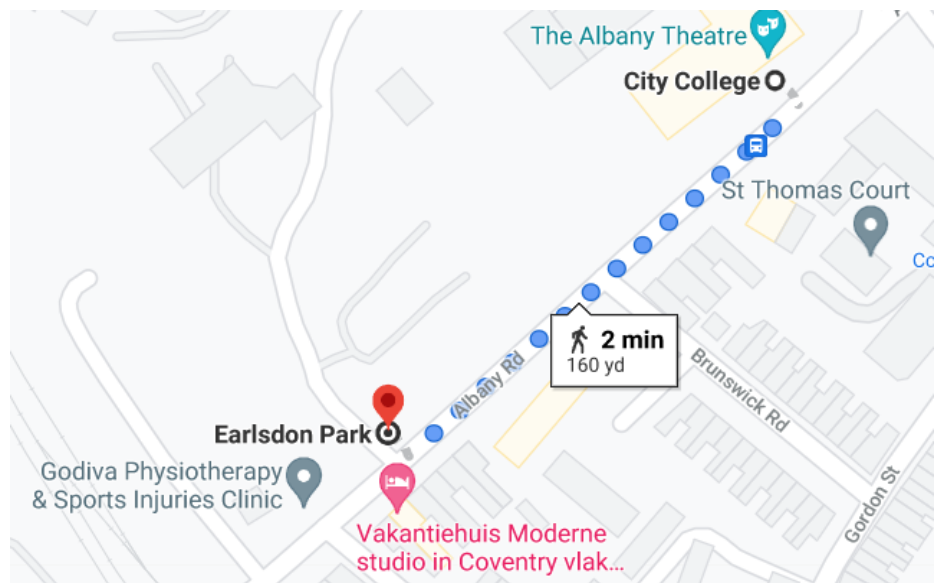 The Albany Theatre
City College
St Thomas Court
Co
2 min
160 yd
Albany Rd
Brunswick Rd
Earlsdon Park
Godiva Physiotherapy
& Sports Injuries Clinic
Gordon St
Vakantiehuis Moderne
studio in Coventry vlak...